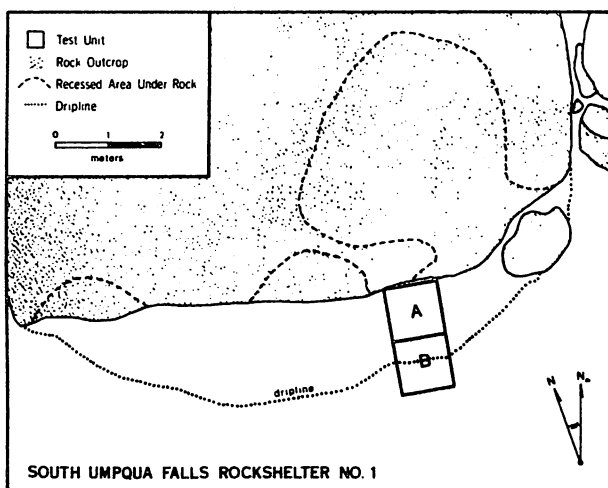 Test Unit
Rock Outcrop
Recessed Area Under Rock
Dripline
0 1 2
meters
A
B
dripline
N N
SOUTH UMPQUA FALLS ROCKSHELTER NO. 1